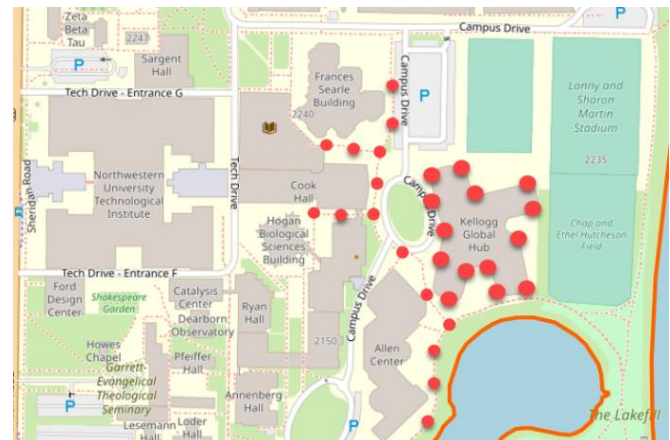 Zeta
Beta
Tau
2247
Sargent
Hall
P
Tech Drive - Entrance G
Frances
Searle
Building
2240
Campus Drive
P
Campus Drive
P
Lanny and
Sharon
Martin
Stadium
2235
Sheridan Road
Northwestern
University
Technological
Institute
Tech Drive
Cook
Hall
Hogan
Biological
Sciences
Building
Campus Drive
Kellogg
Global
Hub
Chap and
Ethel Hutcheson
Field
Tech Drive - Entrance F
Ford
Design
Center
Shakespeare
Garden
Catalysis
Center
Dearborn
Observatory
Ryan
Hall
2150
Campus Drive
Allen
Center
Howes
Chapel
Pfeiffer
Hall
Garrett-
Evangelical
Theological
Seminary
P
Annenberg
Hall
Lesemann
Hall
Loder
Hall
P
The Lakefill